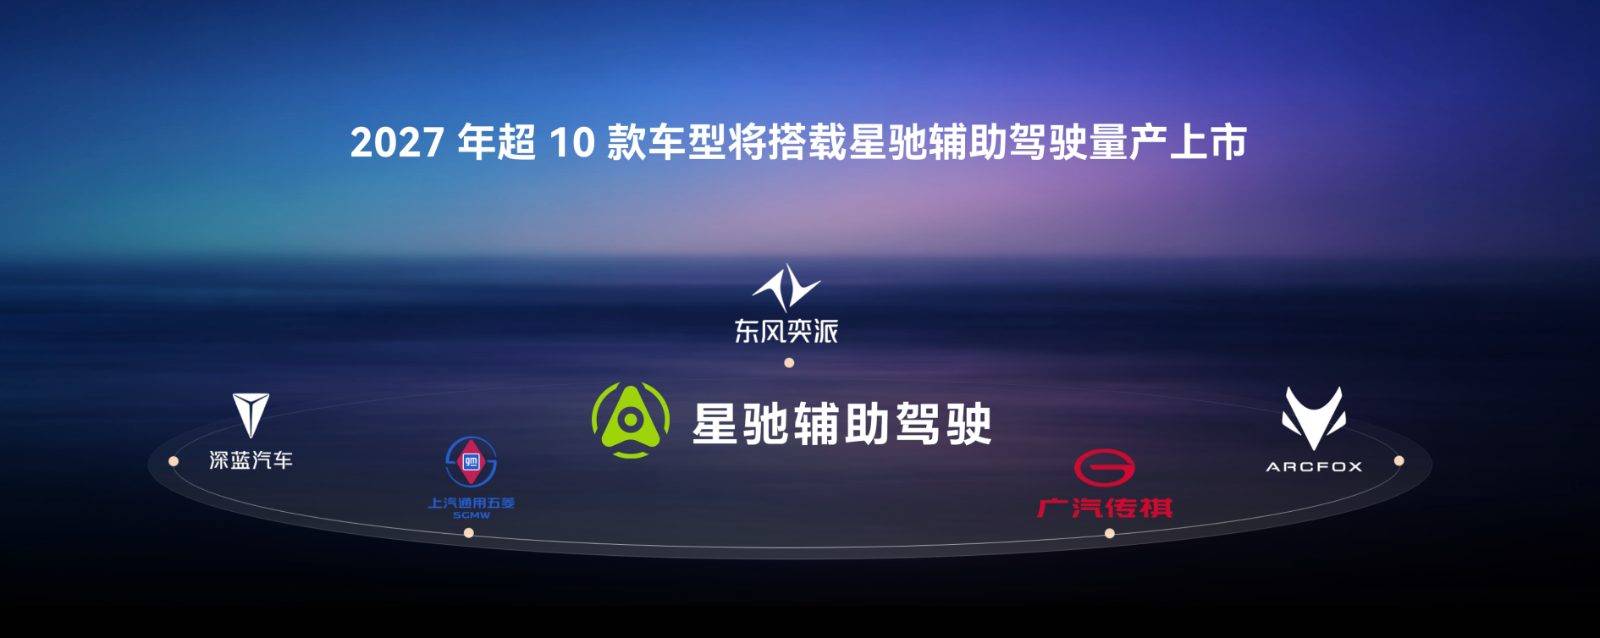 2027 年超 10 款车型将搭载星驰辅助驾驶量产上市
东风奕派
星驰辅助驾驶
深蓝汽车
gm
上汽通用五菱
SGMW
广汽传祺
ARCFOX